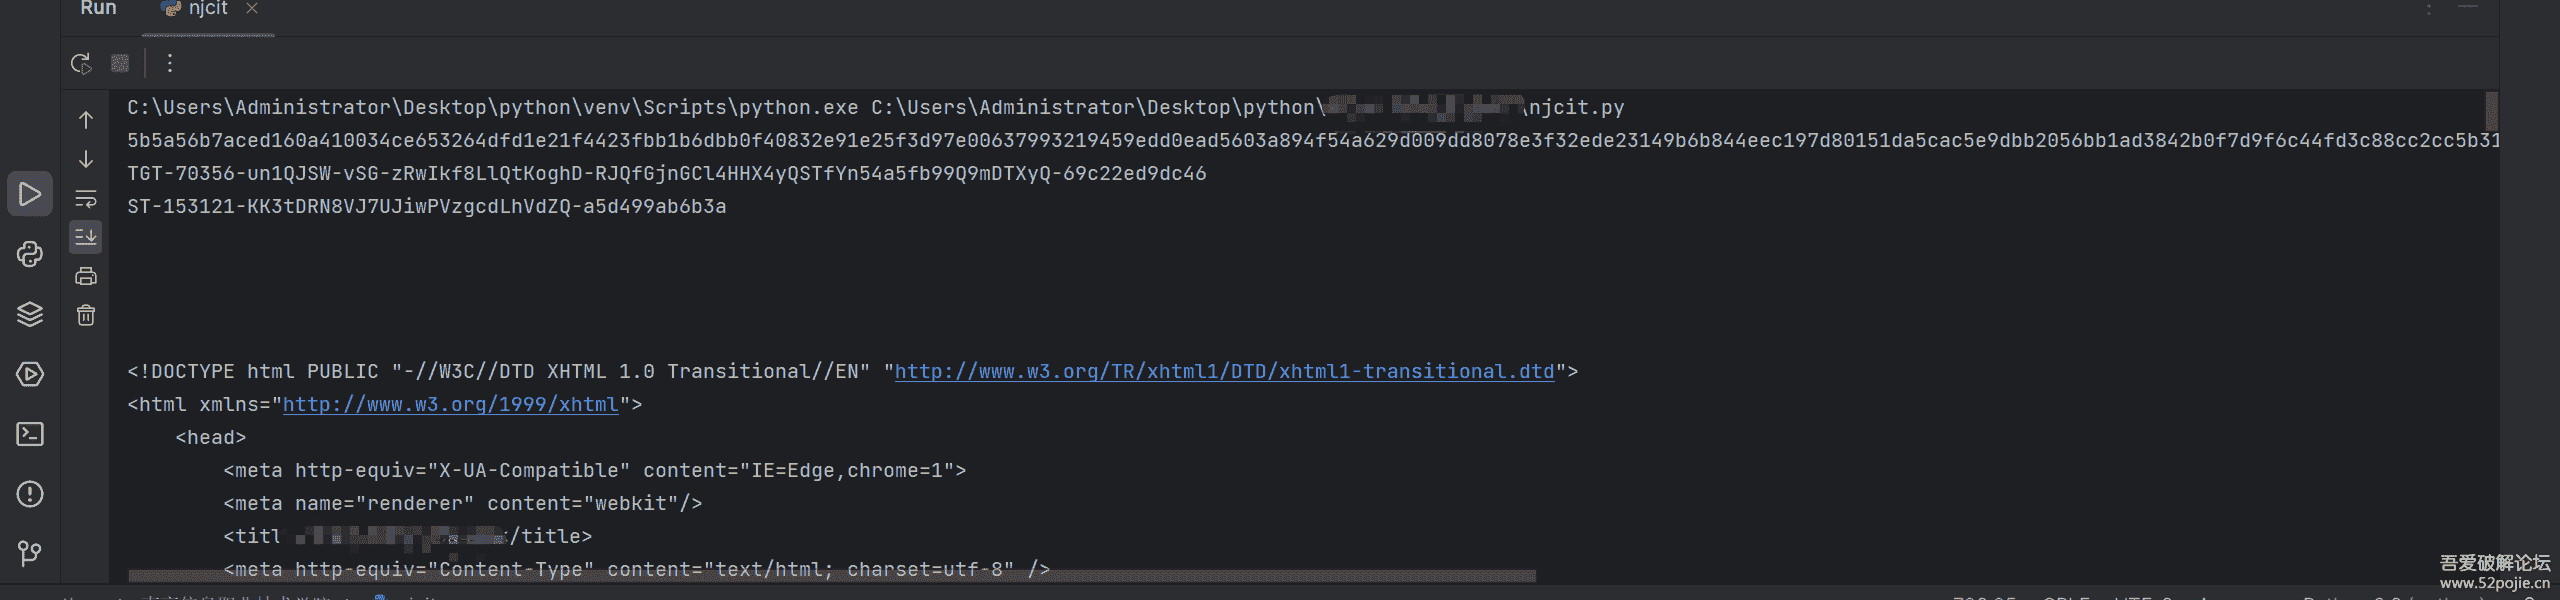 Run njcit
C:\Users\Administrator\Desktop\python\venv\Scripts\python.exe C:\Users\Administrator\Desktop\python\ \njcit.py
5b5a56b7aced160a410034ce653264dfd1e21f4423fbb1b6dbb0f40832e91e25f3d97e00637993219459edd0ead5603a894f54a629d009dd8078e3f32ede23149b6b844eec197d80151da5cac5e9dbb2056bb1ad3842b0f7d9f6c44fd3c88cc2cc5b31
TGT-70356-un1QJSW-vSG-zRwIkf8LlQtKoghD-RJQfGjnGCl4HHX4yQSTfYn54a5fb99Q9mDTXyQ-69c22ed9dc46
ST-153121-KK3tDRN8VJ7UJiwPVzgcdLhVdZQ-a5d499ab6b3a
<!DOCTYPE html PUBLIC "-//W3C//DTD XHTML 1.0 Transitional//EN" "http://www.w3.org/TR/xhtml1/DTD/xhtml1-transitional.dtd">
<html xmlns="http://www.w3.org/1999/xhtml">
<head>
<meta http-equiv="X-UA-Compatible" content="IE=Edge,chrome=1">
<meta name="renderer" content="webkit"/>
<titl /title>
<meta http-equiv="Content-Type" content="text/html; charset=utf-8" />
吾爱破解论坛
www.52pojie.cn